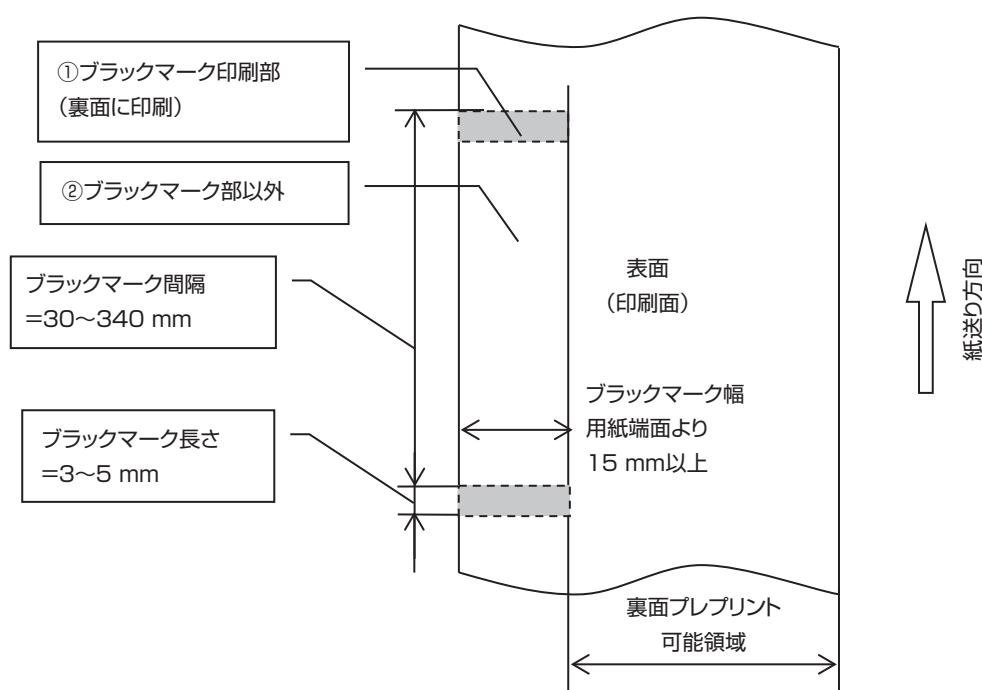 ①ブラックマーク印刷部
（裏面に印刷）
②ブラックマーク部以外
ブラックマーク間隔
=30〜340 mm
ブラックマーク長さ
=3〜5 mm
表面
（印刷面）
ブラックマーク幅
用紙端面より
15 mm以上
裏面プレプリント
可能領域
紙送り方向